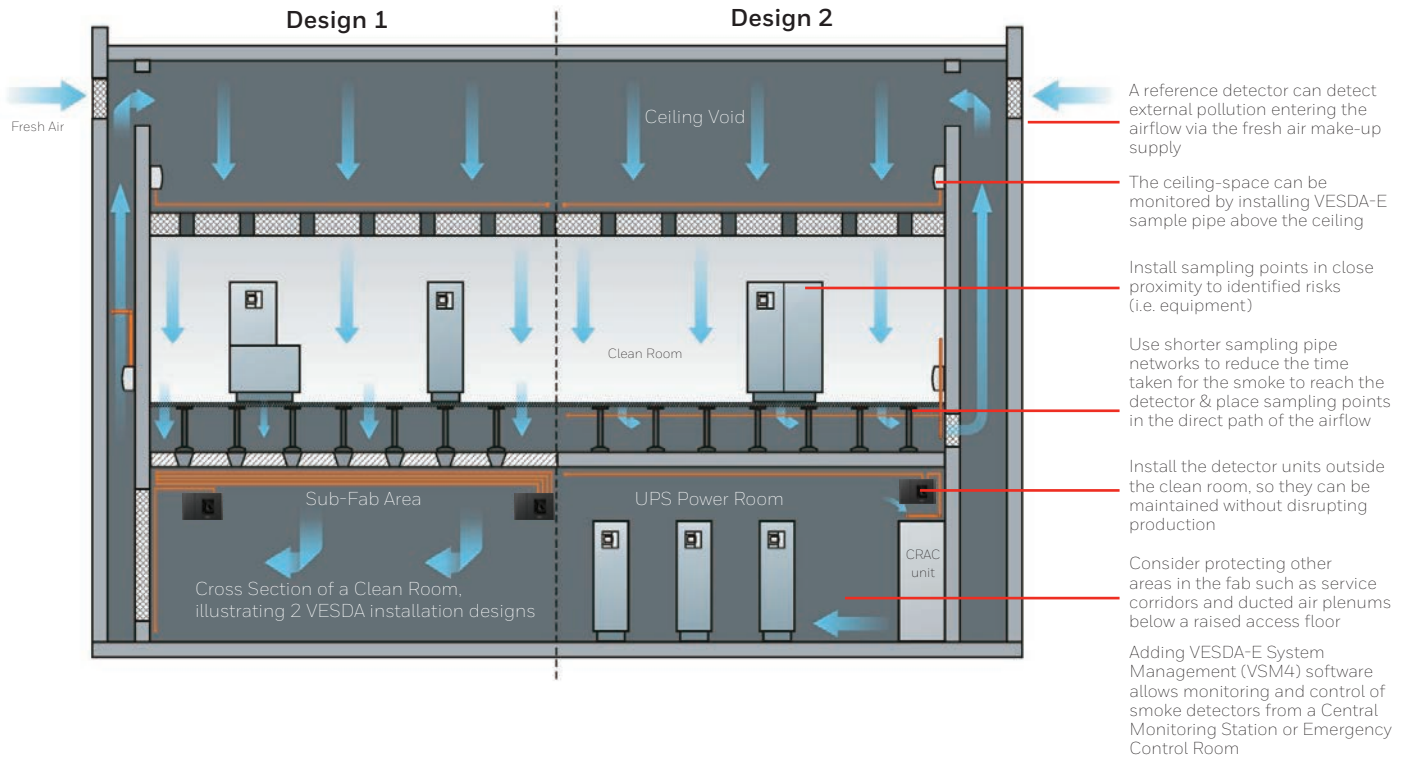 Design 1
Design 2
Fresh Air
Ceiling Void
Clean Room
Sub-Fab Area
UPS Power Room
CRAC
unit
Cross Section of a Clean Room,
illustrating 2 VESDA installation designs
A reference detector can detect
external pollution entering the
airflow via the fresh air make-up
supply
The ceiling-space can be
monitored by installing VESDA-E
sample pipe above the ceiling
Install sampling points in close
proximity to identified risks
(i.e. equipment)
Use shorter sampling pipe
networks to reduce the time
taken for the smoke to reach the
detector & place sampling points
in the direct path of the airflow
Install the detector units outside
the clean room, so they can be
maintained without disrupting
production
Consider protecting other
areas in the fab such as service
corridors and ducted air plenums
below a raised access floor
Adding VESDA-E System
Management (VSM4) software
allows monitoring and control of
smoke detectors from a Central
Monitoring Station or Emergency
Control Room